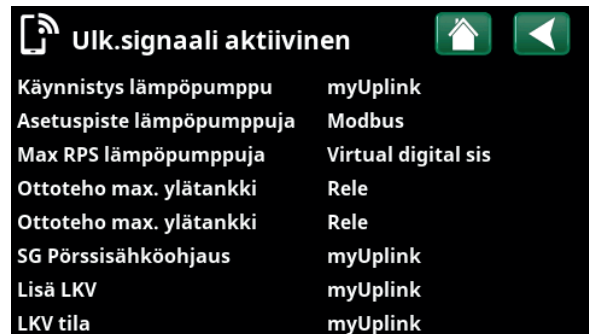 Ulk.signaali aktiivinen
Käynnistys lämpöpumppu myUplink
Asetuspiste lämpöpumppuja Modbus
Max RPS lämpöpumppuja Virtual digital sis
Ottoteho max. ylätankki Rele
Ottoteho max. ylätankki Rele
SG Pörssisähköohjaus myUplink
Lisä LKV myUplink
LKV tila myUplink